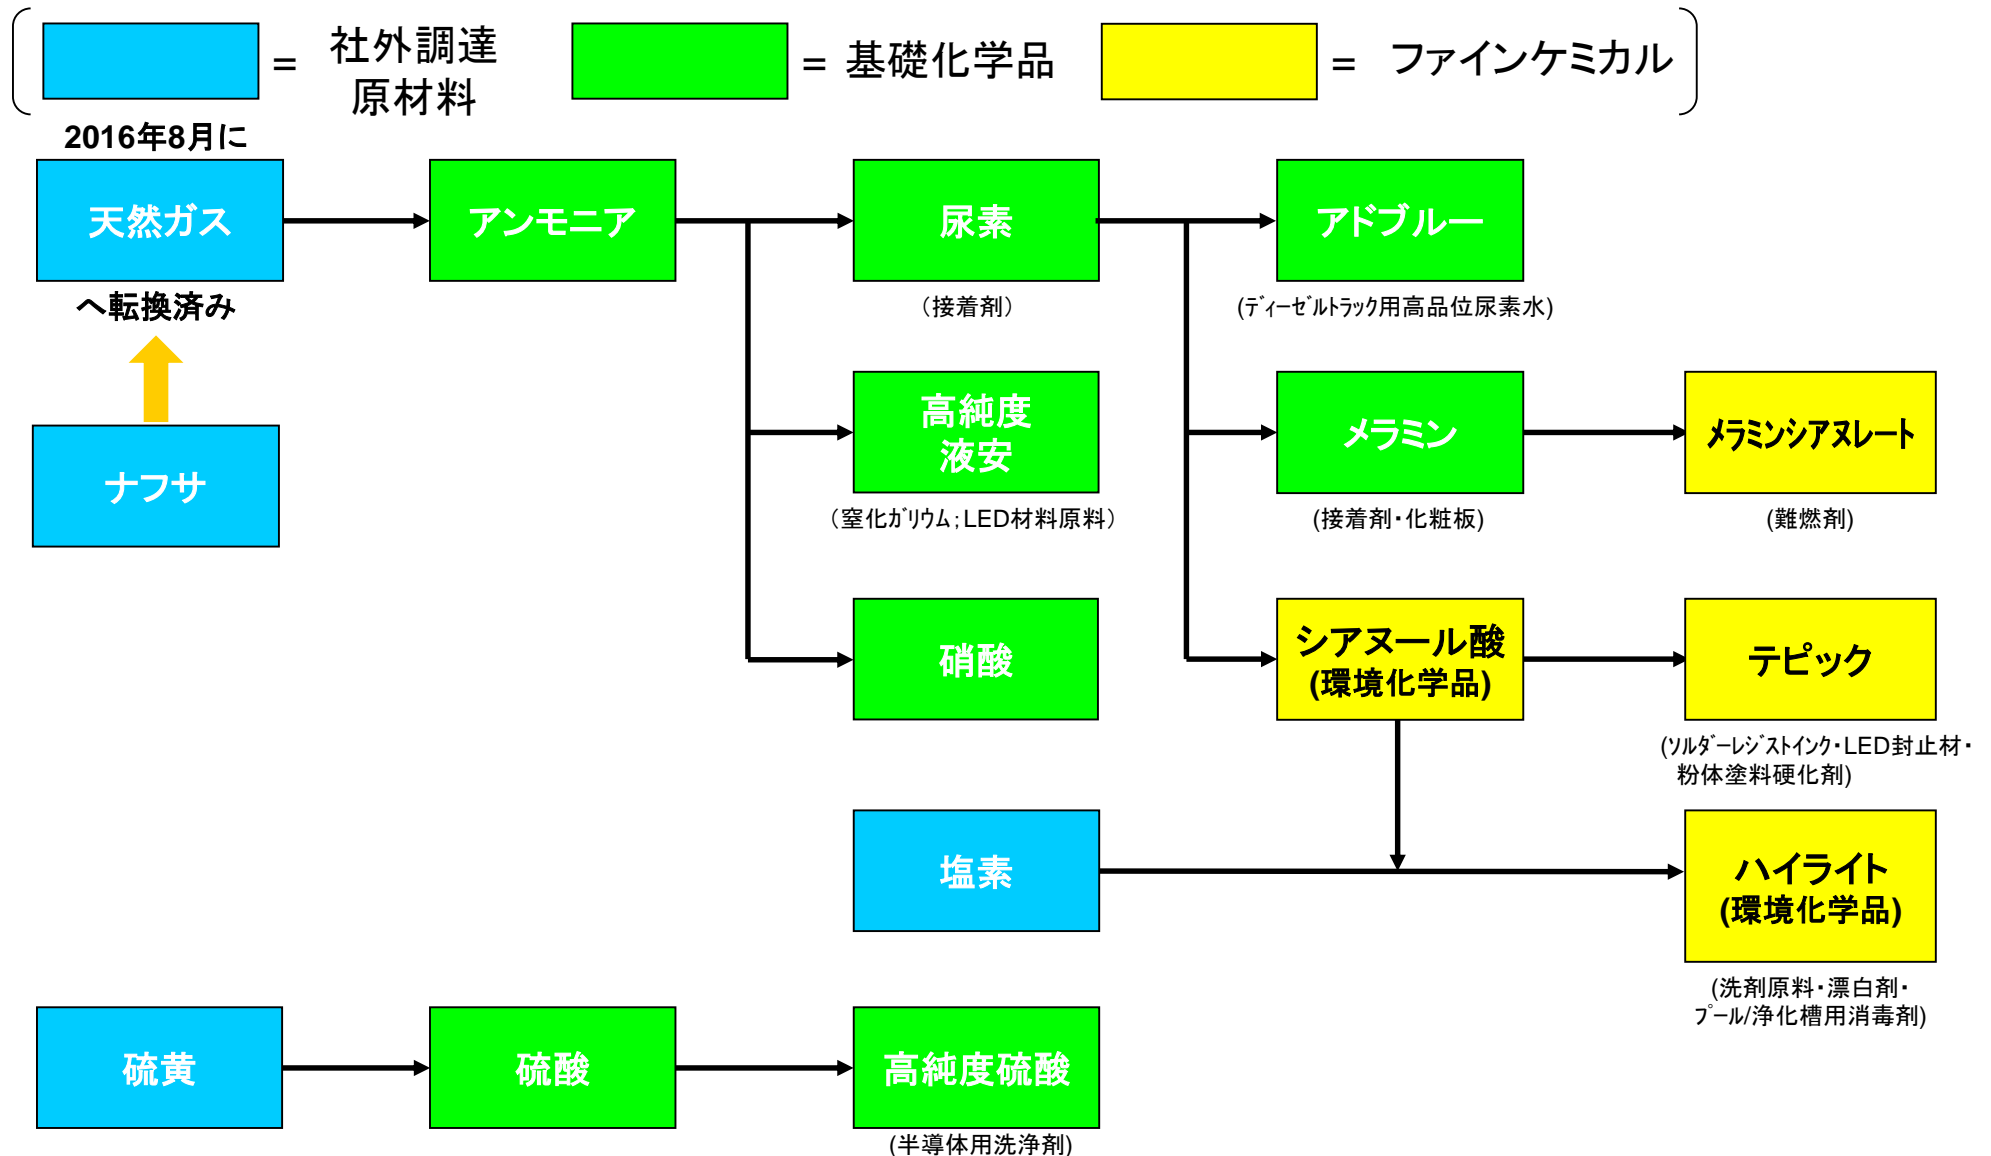 = 社外調達
原材料
= 基礎化学品
= ファインケミカル
2016年8月に
天然ガス
アンモニア
尿素
アドブルー
へ転換済み
（接着剤）
(ﾃﾞｨｰｾﾞﾙﾄﾗｯｸ用高品位尿素水)
高純度
液安
メラミン
メラミンシアヌレート
ナフサ
（窒化ｶﾞﾘｳﾑ；LED材料原料）
(接着剤・化粧板)
(難燃剤)
硝酸
シアヌール酸
(環境化学品)
テピック
(ｿﾙﾀﾞｰﾚｼﾞｽﾄｲﾝｸ・LED封止材・
粉体塗料硬化剤)
塩素
ハイライト
(環境化学品)
(洗剤原料・漂白剤・
ﾌﾟｰﾙ/浄化槽用消毒剤)
硫黄
硫酸
高純度硫酸
(半導体用洗浄剤)